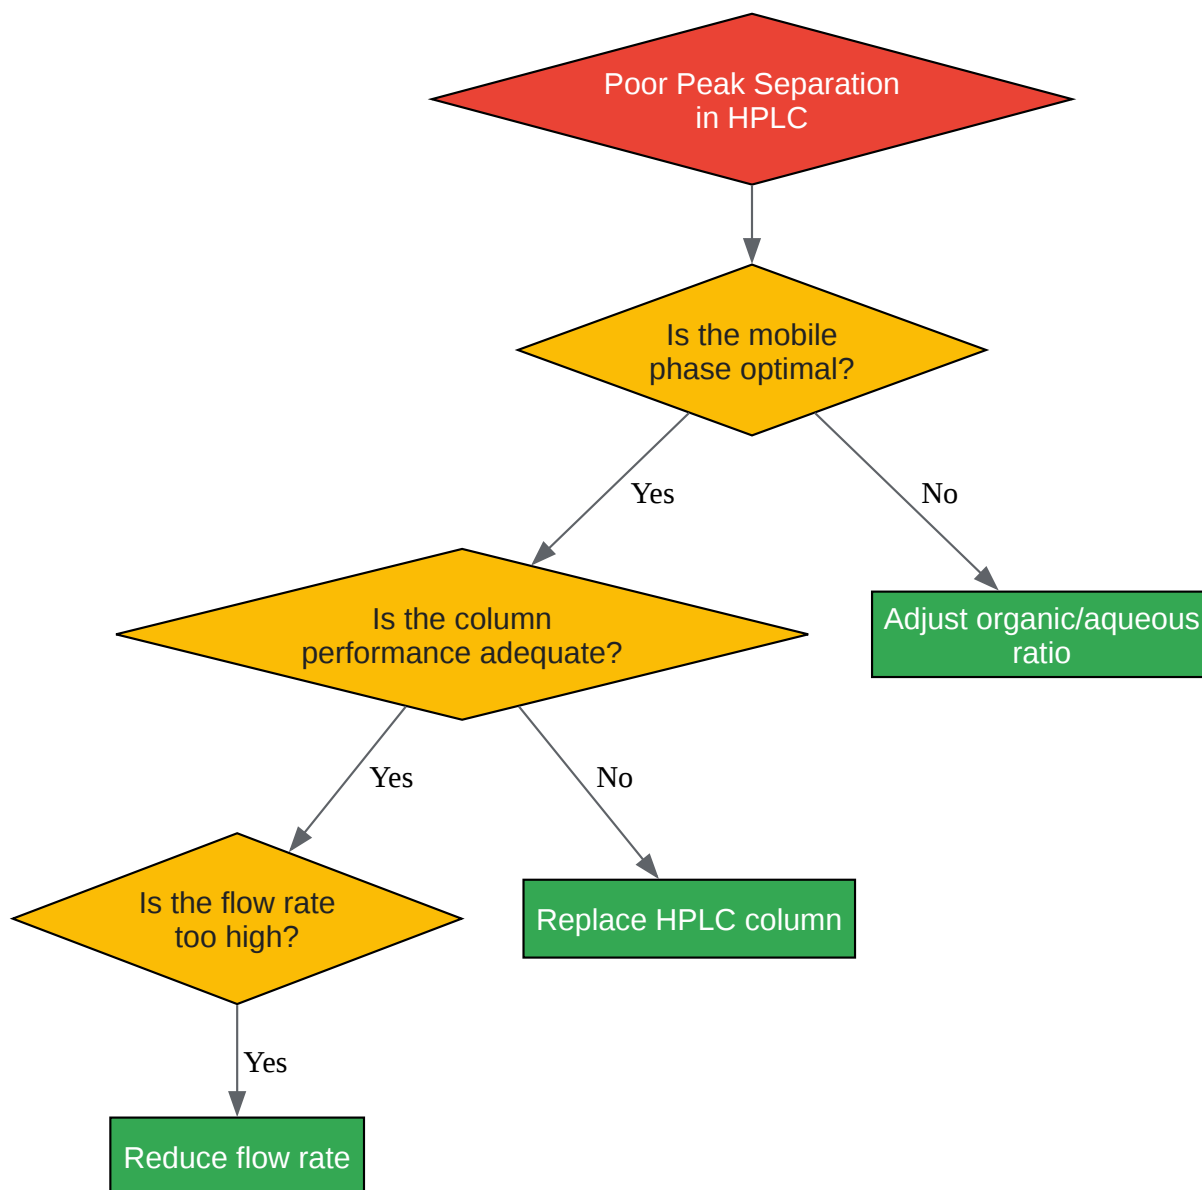 Poor Peak Separation
in HPLC
Is the mobile
phase optimal?
Yes
No
Is the column
performance adequate?
Adjust organic/aqueous
ratio
Yes
No
Is the flow rate
too high?
Replace HPLC column
Yes
Reduce flow rate